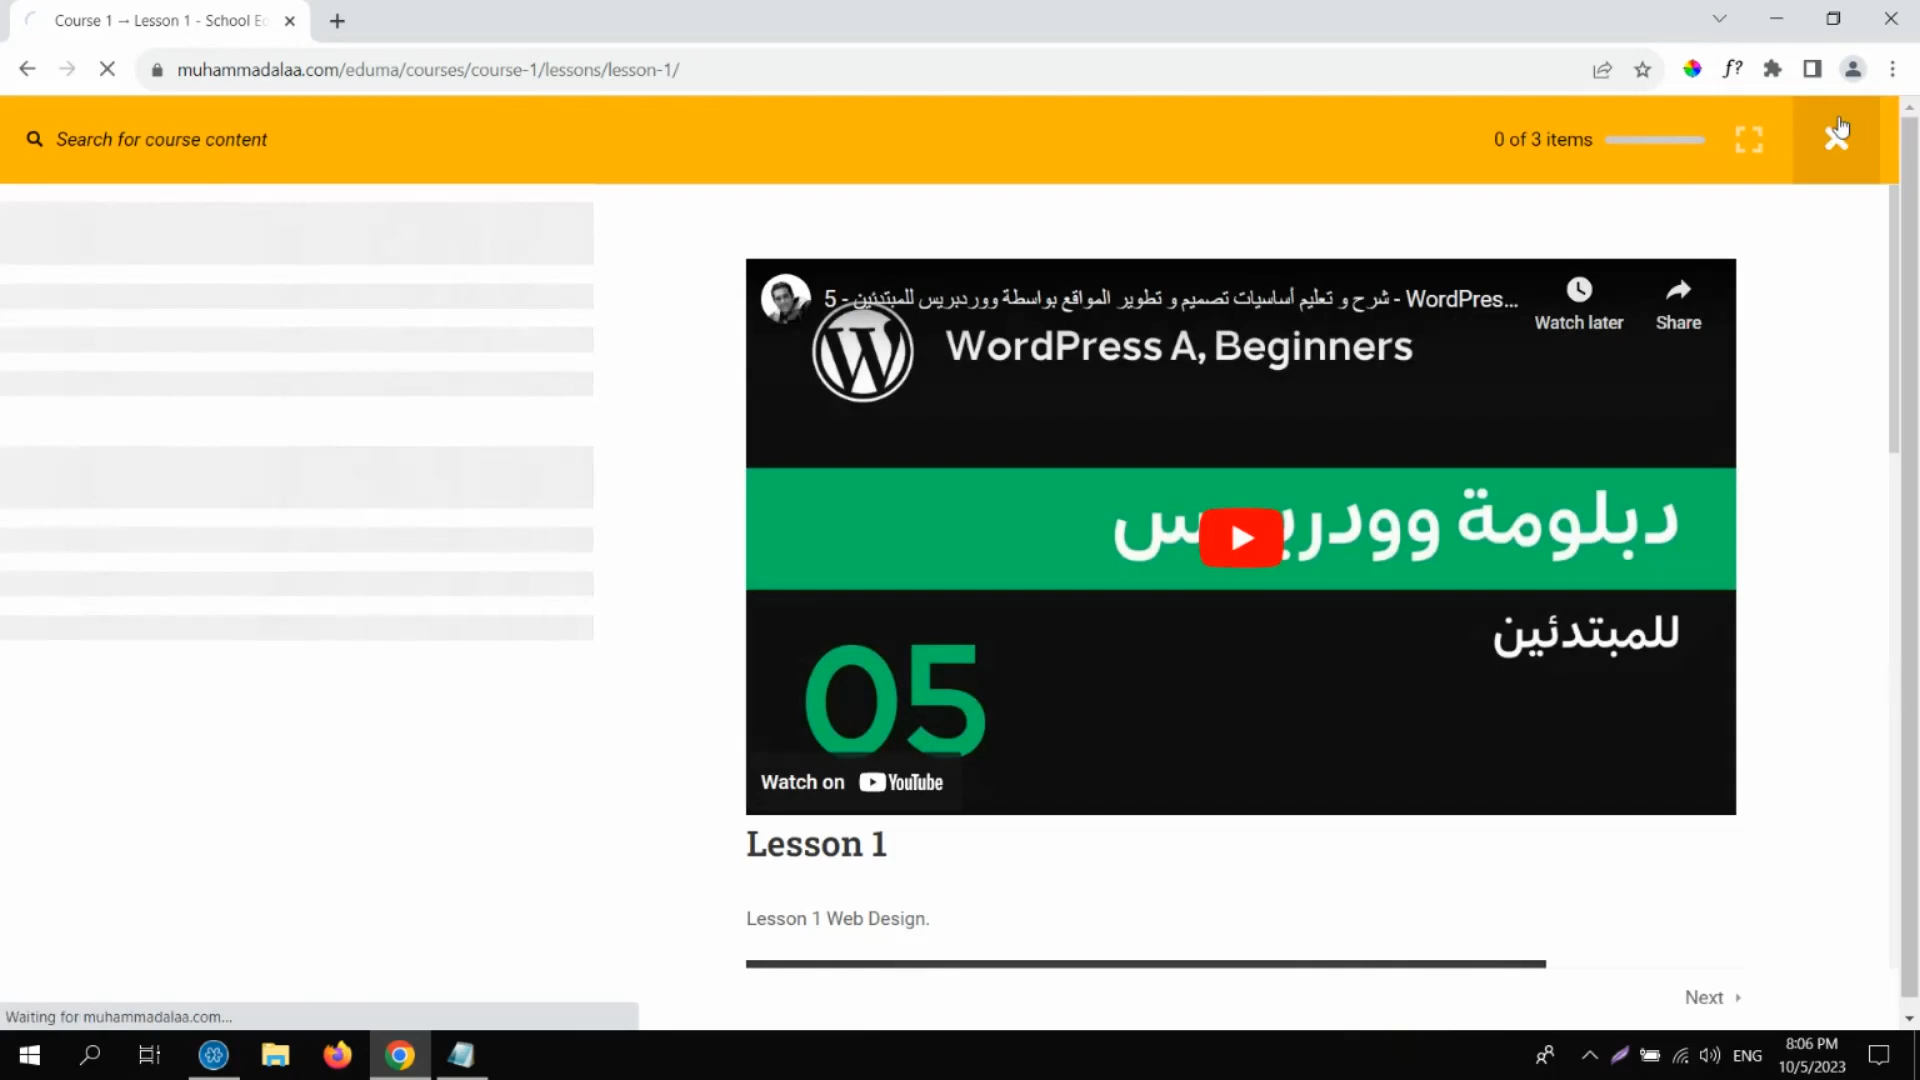 Course 1 → Lesson 1 - School Ed
muhammadalaa.com/eduma/courses/course-1/lessons/lesson-1/
f?
Search for course content
0 of 3 items
شرح و تعليم أساسيات تصميم و تطوير المواقع بواسطة ووردبريس للمبتدئين - 5 - WordPres...
Watch later
Share
W
WordPress A, Beginners
دبلومة ووردبريس
للمبتدئين
05
Watch on YouTube
Lesson 1
Lesson 1 Web Design.
Next
Waiting for muhammadalaa.com...
ENG
8:06 PM
10/5/2023